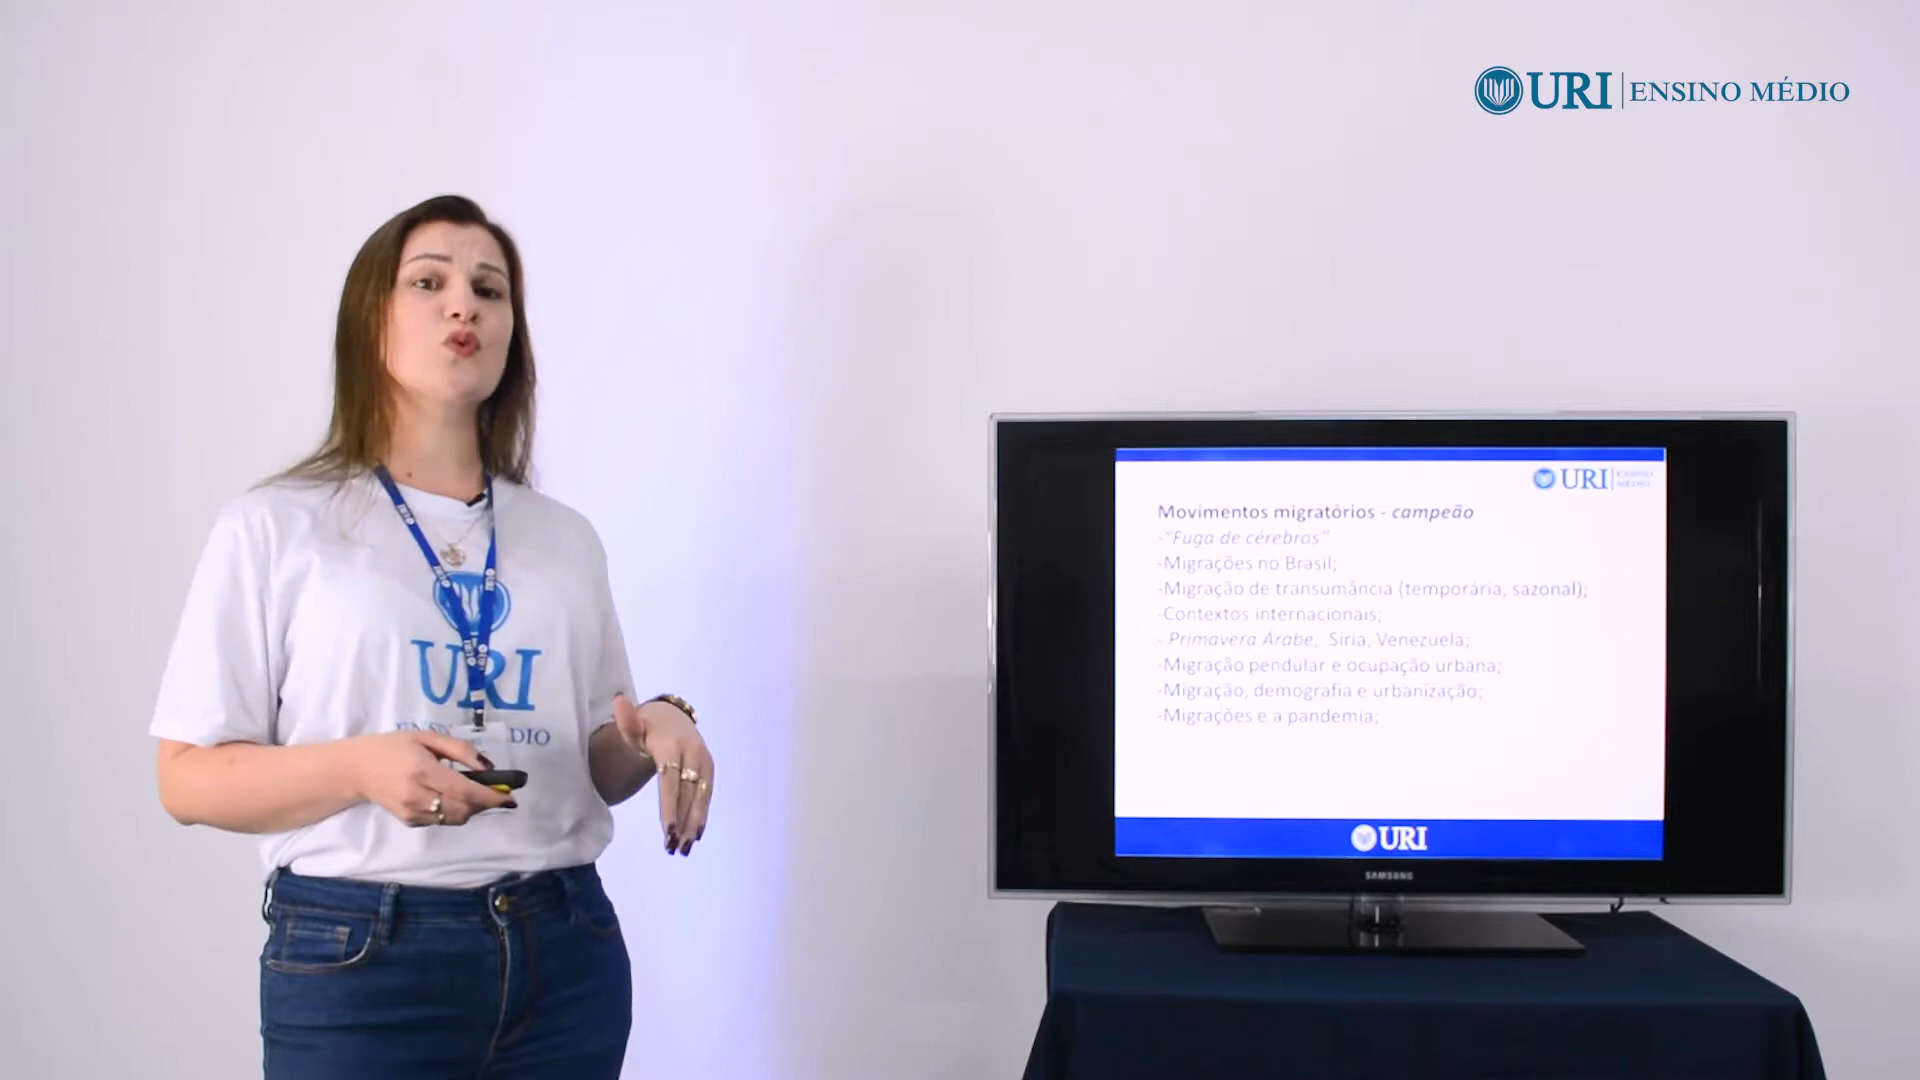 URI ENSINO MÉDIO
URI ENSINO MÉDIO
Movimentos migratórios - campeão
-"Fuga de cérebros"
-Migrações no Brasil;
-Migração de transumância (temporária, sazonal);
-Contextos internacionais;
- Primavera Árabe, Síria, Venezuela;
-Migração pendular e ocupação urbana;
-Migração, demografia e urbanização;
-Migrações e a pandemia;
URI
SAMSUNG
URI